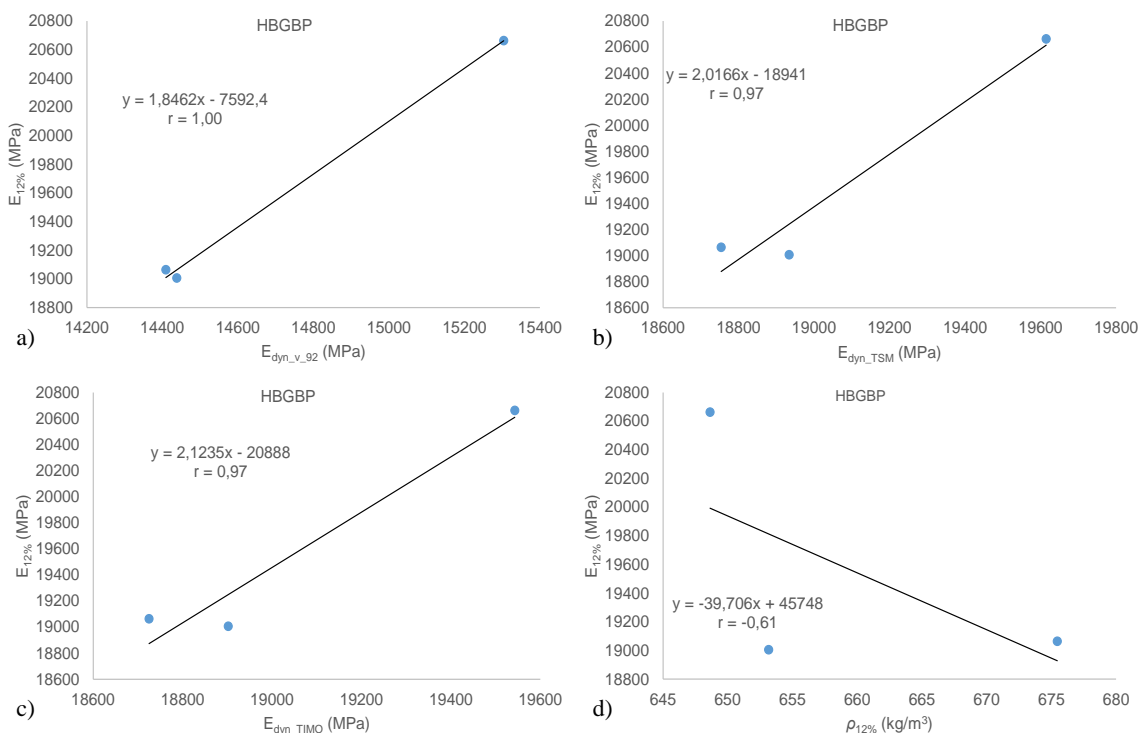 HBGBP
y = 1,8462x - 7592,4
r = 1,00
20800
20600
20400
20200
20000
19800
19600
19400
19200
19000
18800
E12% (MPa)
14200 14400 14600 14800 15000 15200 15400
a)
Edyn_v_92 (MPa)
HBGBP
y = 2,0166x - 18941
r = 0,97
20800
20600
20400
20200
20000
19800
19600
19400
19200
19000
18800
18600
E12% (MPa)
18600 18800 19000 19200 19400 19600 19800
b)
Edyn_TSM (MPa)
HBGBP
y = 2,1235x - 20888
r = 0,97
20800
20600
20400
20200
20000
19800
19600
19400
19200
19000
18800
18600
E12% (MPa)
18600 18800 19000 19200 19400 19600
c)
Edyn_TIMO (MPa)
HBGBP
y = -39,706x + 45748
r = -0,61
20800
20600
20400
20200
20000
19800
19600
19400
19200
19000
18800
E12% (MPa)
645 650 655 660 665 670 675 680
d)
ρ12% (kg/m³)